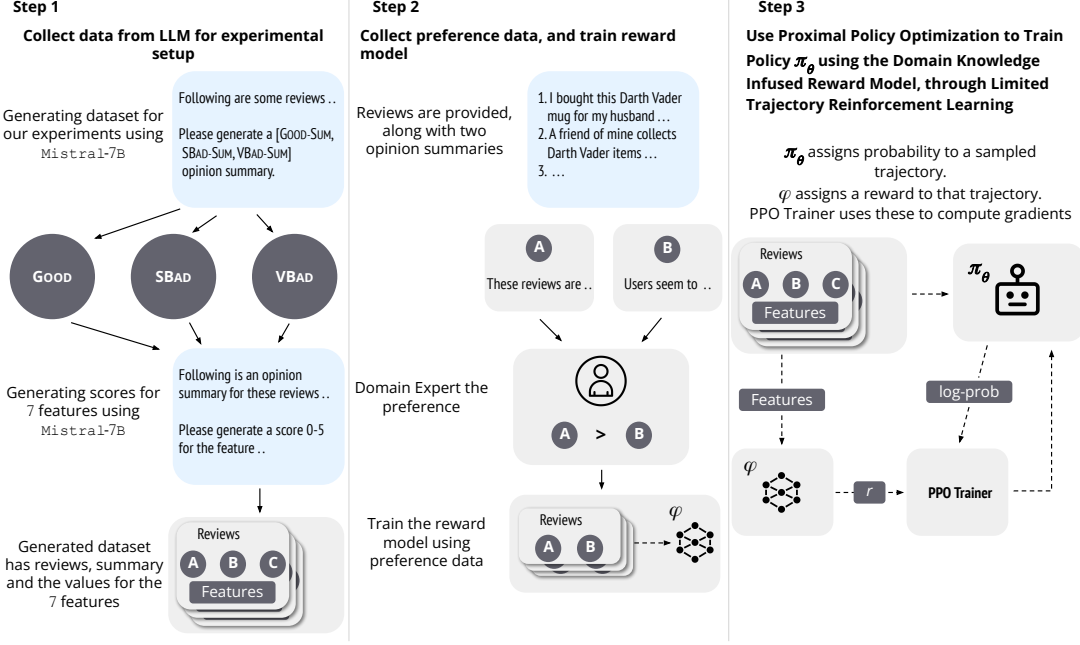 Step 1
Collect data from LLM for experimental
setup
Generating dataset for
our experiments using
Mistral-7B
Following are some reviews ..
Please generate a [GOOD-SUM,
SBAD-SUM, VBAD-SUM]
opinion summary.
GOOD
SBAD
VBAD
Generating scores for
7 features using
Mistral-7B
Following is an opinion
summary for these reviews ..
Please generate a score 0-5
for the feature ..
Generated dataset
has reviews, summary
and the values for the
7 features
Reviews
A B C
Features
Step 2
Collect preference data, and train reward
model
Reviews are provided,
along with two
opinion summaries
1. I bought this Darth Vader
mug for my husband ...
2. A friend of mine collects
Darth Vader items ...
3. ...
A
These reviews are ..
B
Users seem to ..
Domain Expert the
preference
A > B
Train the reward
model using
preference data
Reviews
A B
φ
Step 3
Use Proximal Policy Optimization to Train
Policy πθ using the Domain Knowledge
Infused Reward Model, through Limited
Trajectory Reinforcement Learning
πθ assigns probability to a sampled
trajectory.
φ assigns a reward to that trajectory.
PPO Trainer uses these to compute gradients
Reviews
A B C
Features
πθ
Features
log-prob
φ
r
PPO Trainer